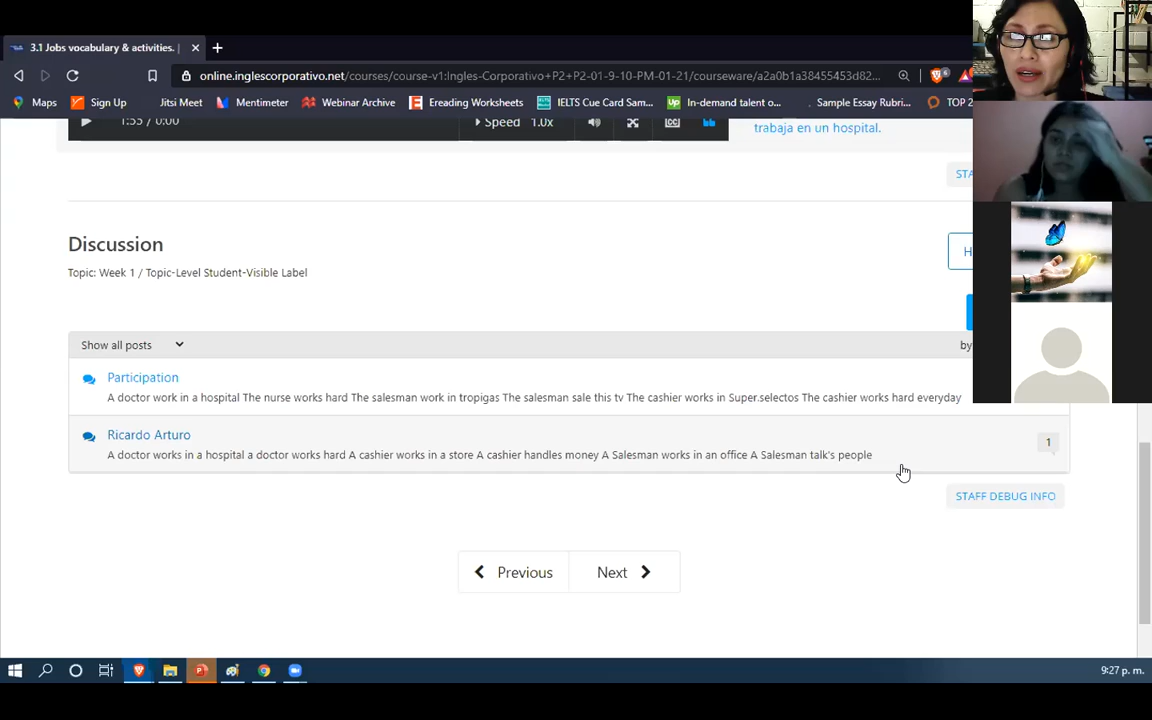 3.1 Jobs vocabulary & activities. |
online.inglescorporativo.net/courses/course-v1:Ingles-Corporativo+P2+P2-01-9-10-PM-01-21/courseware/a2a0b1a38455453d82...
Maps Sign Up Jitsi Meet Mentimeter Webinar Archive Ereading Worksheets IELTS Cue Card Sam... In-demand talent o... Sample Essay Rubri... TOP 2
1:55 / 0:00 Speed 1.0x
trabaja en un hospital.
STA
Discussion
H
Topic: Week 1 / Topic-Level Student-Visible Label
Show all posts by
Participation
A doctor work in a hospital The nurse works hard The salesman work in tropigas The salesman sale this tv The cashier works in Super.selectos The cashier works hard everyday
Ricardo Arturo
1
A doctor works in a hospital a doctor works hard A cashier works in a store A cashier handles money A Salesman works in an office A Salesman talk's people
STAFF DEBUG INFO
Previous Next
9:27 p. m.